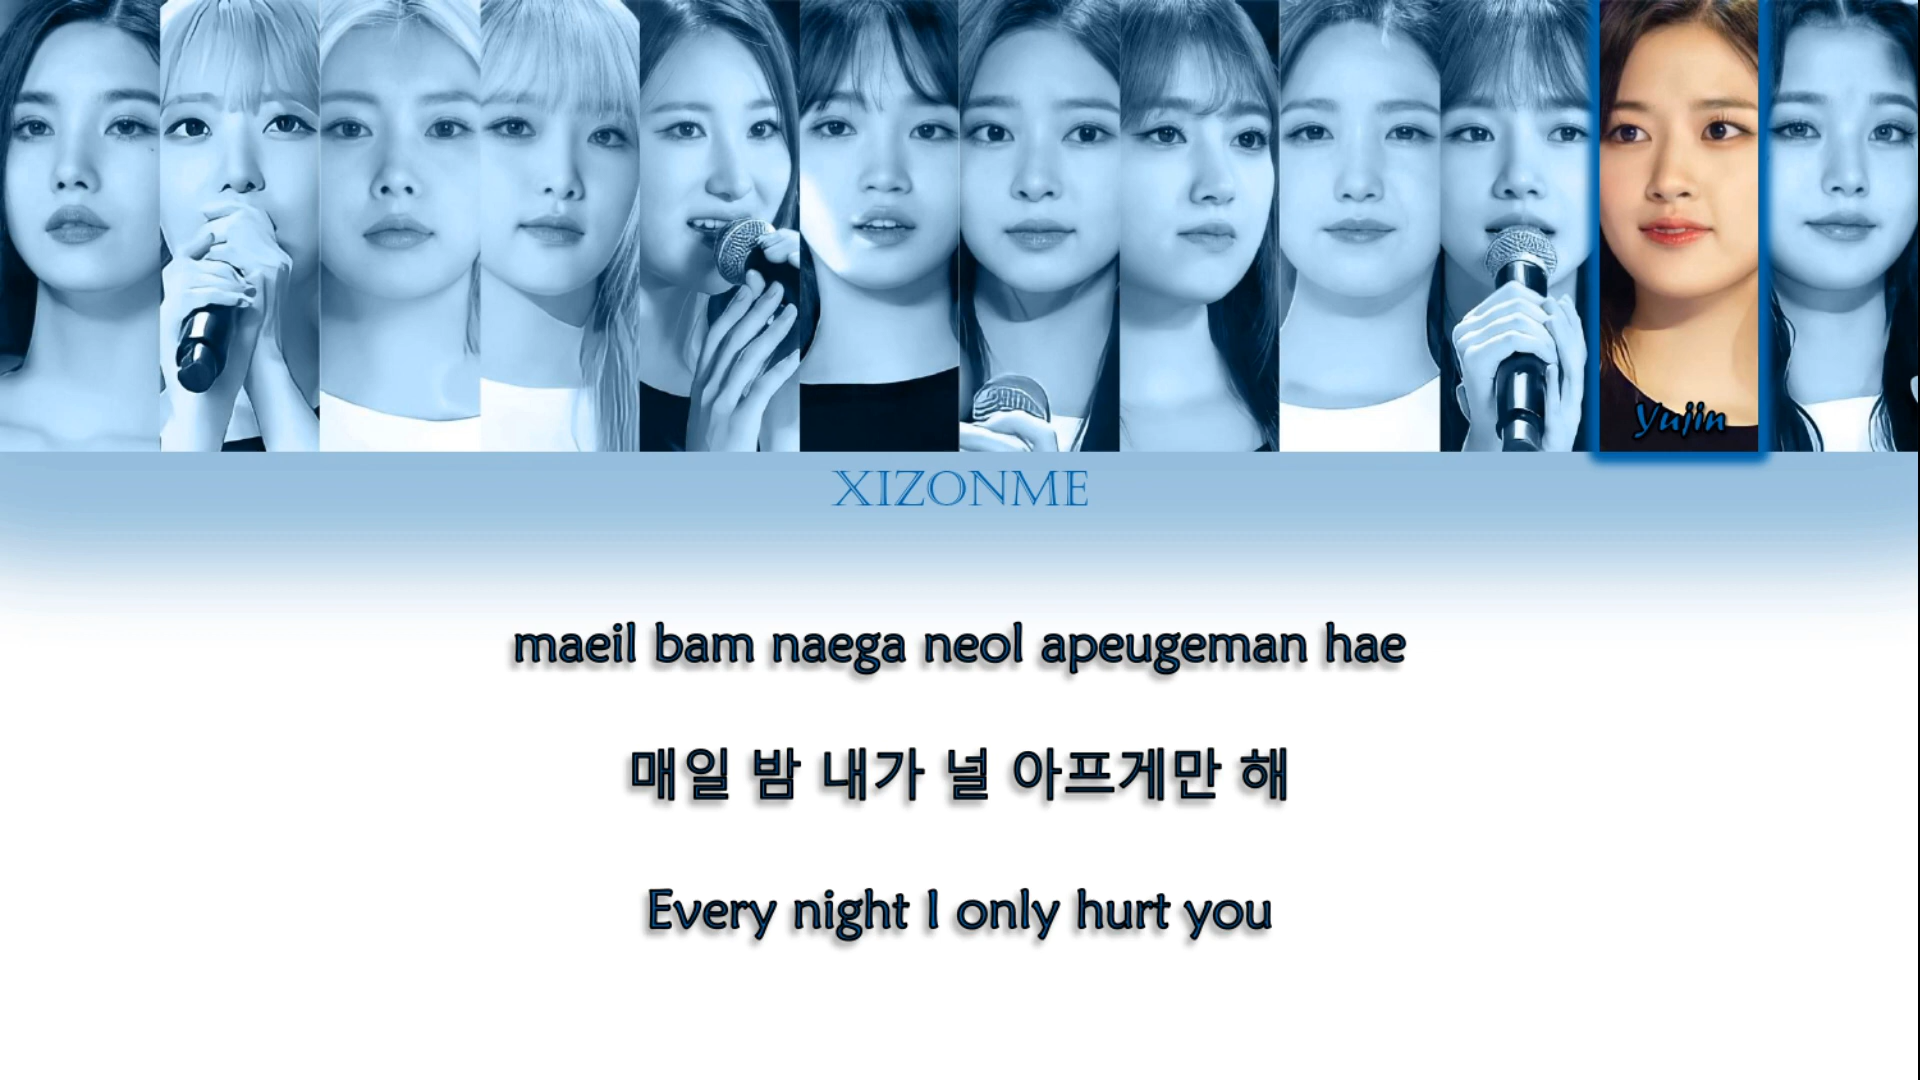 Yujin
XIZONME
maeil bam naega neol apeugeman hae
매일 밤 내가 널 아프게만 해
Every night I only hurt you